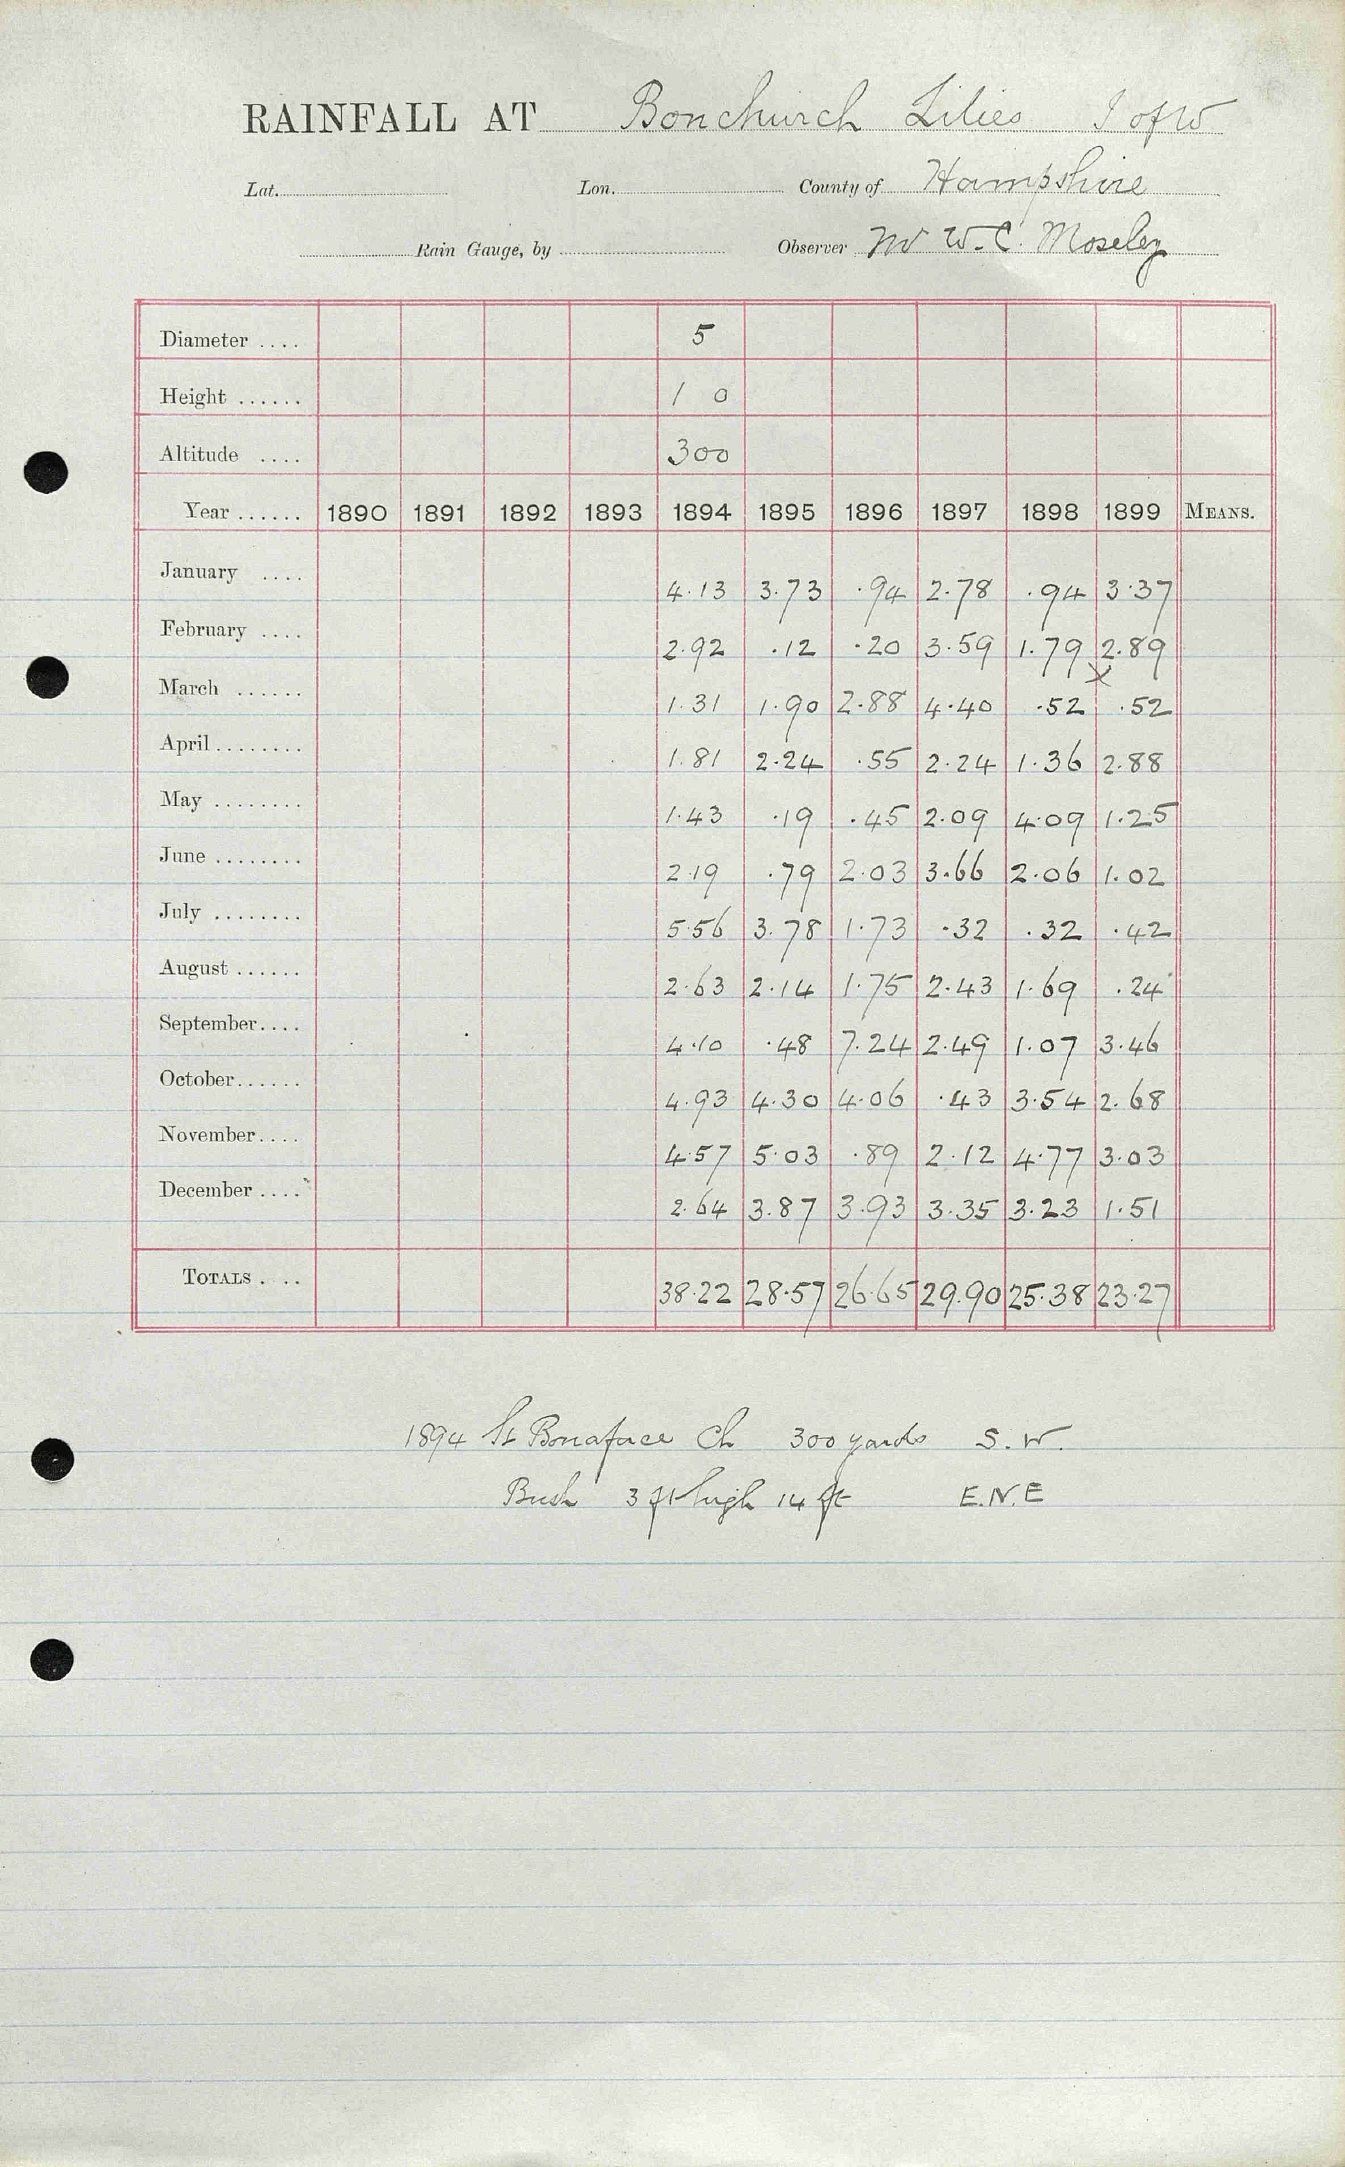 RAINFALL AT Bonchurch Lilies I of W
Lat. Lon. County of Hampshire
Rain Gauge, by Observer Mr W. C. Moseley
Diameter .... 5
Height ...... 1 0
Altitude .... 300
Year ...... 1890 1891 1892 1893 1894 1895 1896 1897 1898 1899 MEANS.
January .... 4.13 3.73 .94 2.78 .94 3.37
February .... 2.92 .12 .20 3.59 1.79 2.89
x
March ...... 1.31 1.90 2.88 4.40 .52 .52
April ........ 1.81 2.24 .55 2.24 1.36 2.88
May ........ 1.43 .19 .45 2.09 4.09 1.25
June ........ 2.19 .79 2.03 3.66 2.06 1.02
July ........ 5.56 3.78 1.73 .32 .32 .42
August ...... 2.63 2.14 1.75 2.43 1.69 .24
September.... 4.10 .48 7.24 2.49 1.07 3.46
October...... 4.93 4.30 4.06 .43 3.54 2.68
November.... 4.57 5.03 .89 2.12 4.77 3.03
December .... 2.64 3.87 3.93 3.35 3.23 1.51
TOTALS .... 38.22 28.57 26.65 29.90 25.38 23.27
1894 St Bonaface Ch 300 yards S.W.
Bush 3 ft high 14 ft E.N.E